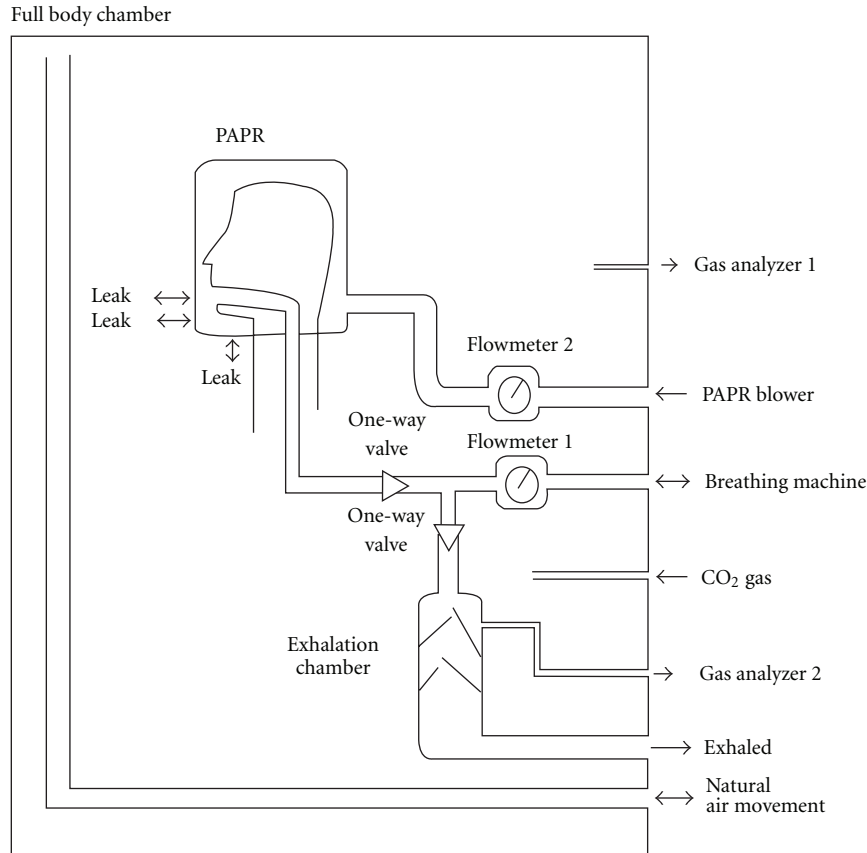 Full body chamber
PAPR
Gas analyzer 1
Leak
Leak
Leak
Flowmeter 2
PAPR blower
One-way
valve
Flowmeter 1
Breathing machine
One-way
valve
CO₂ gas
Exhalation
chamber
Gas analyzer 2
Exhaled
Natural
air movement